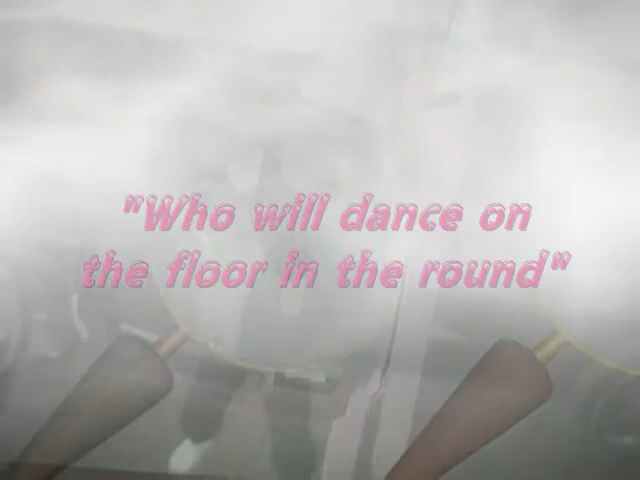 "Who will dance on
the floor in the round"